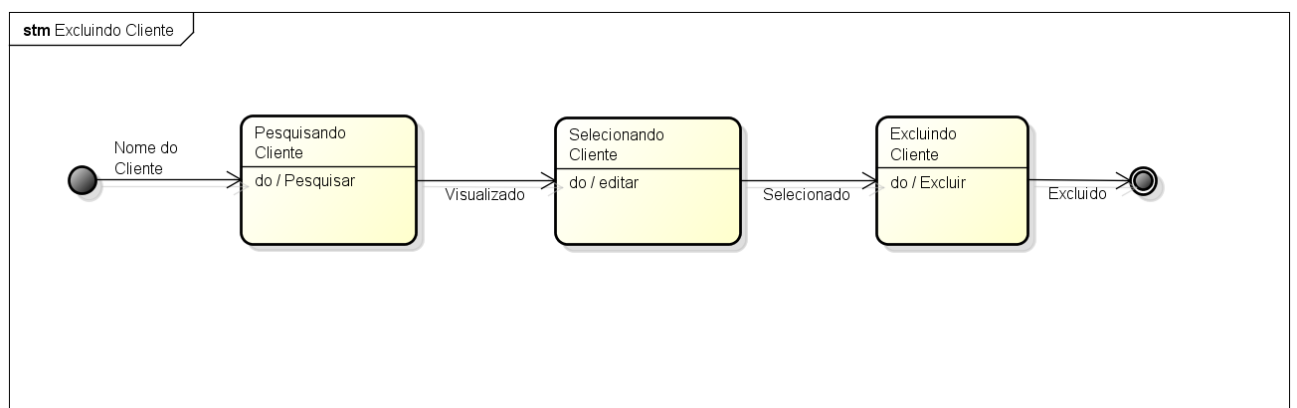 stm Excluindo Cliente
Nome do
Cliente
Pesquisando
Cliente
do / Pesquisar
Visualizado
Selecionando
Cliente
do / editar
Selecionado
Excluindo
Cliente
do / Excluir
Excluido